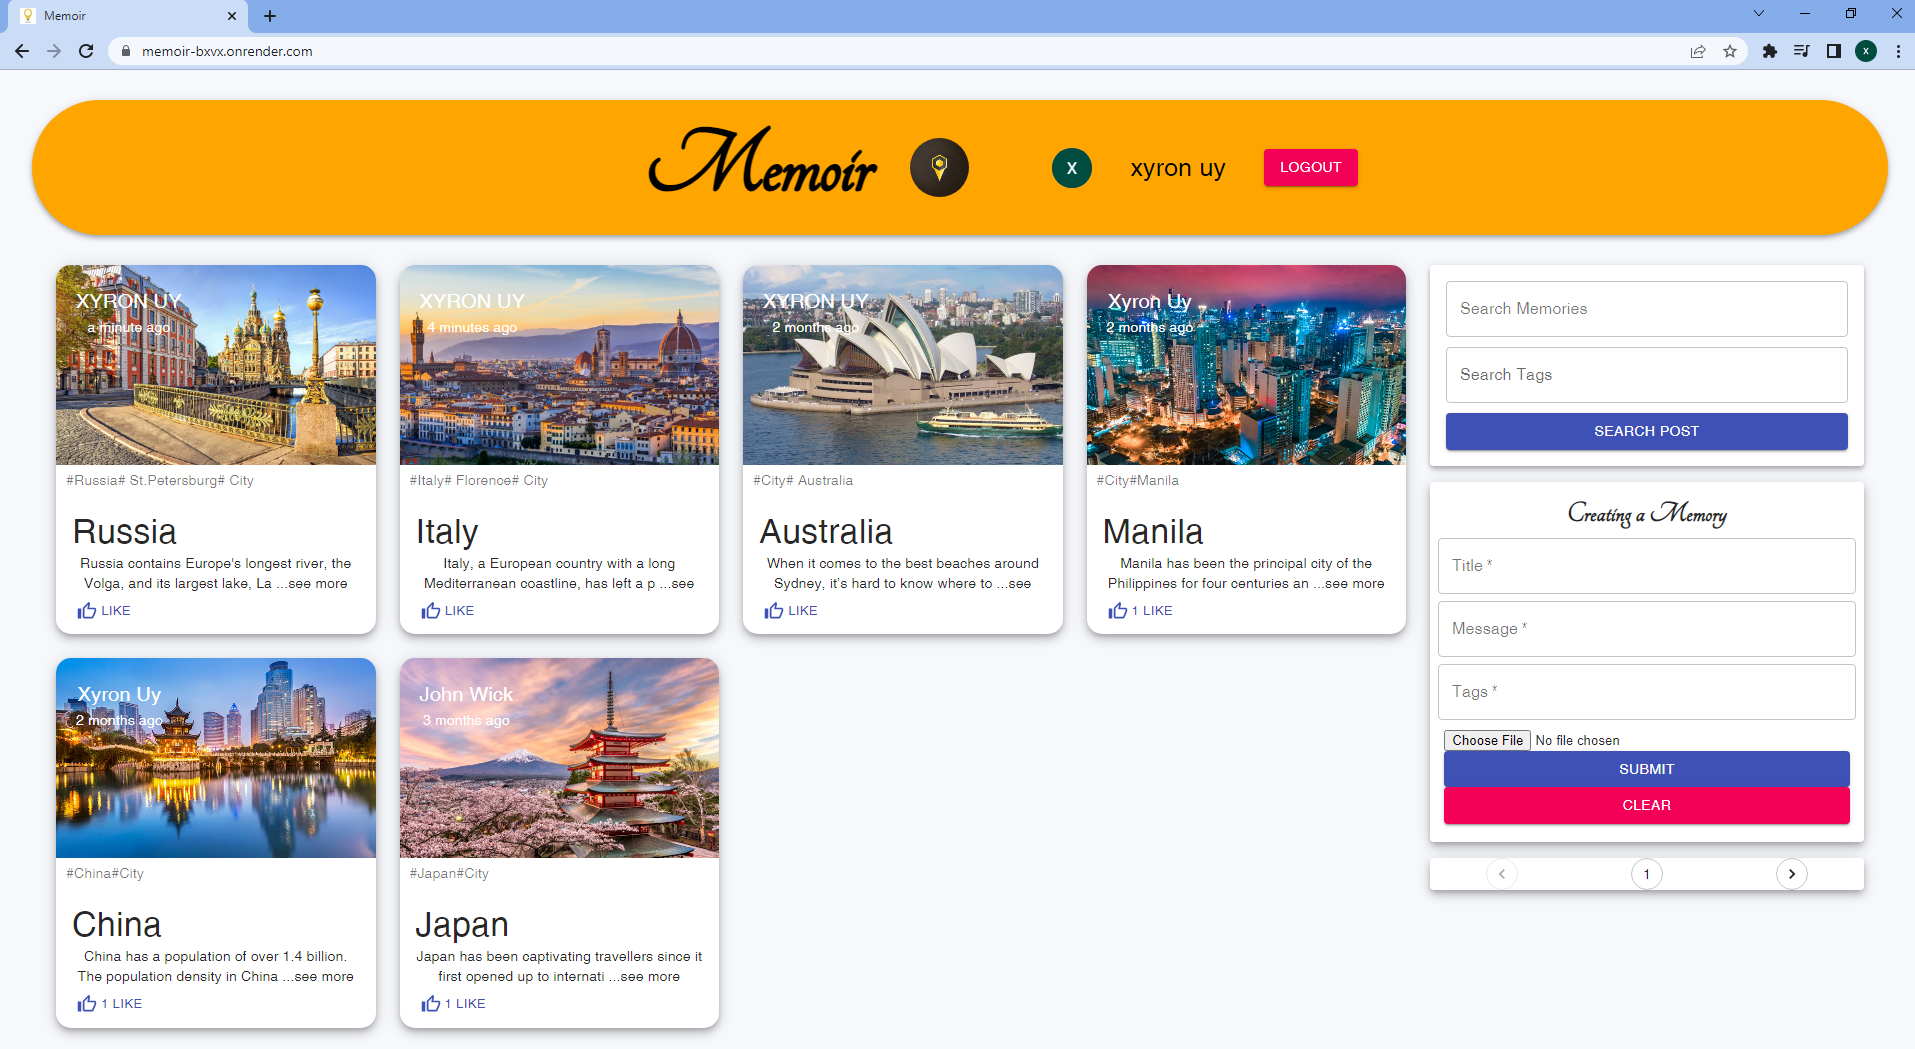 Memoir
memoir-bxvx.onrender.com
X
Memoir
X
xyron uy
LOGOUT
XYRON UY
a minute ago
#Russia# St.Petersburg# City
Russia
Russia contains Europe's longest river, the
Volga, and its largest lake, La ...see more
LIKE
XYRON UY
4 minutes ago
#Italy# Florence# City
Italy
Italy, a European country with a long
Mediterranean coastline, has left a p ...see
LIKE
XYRON UY
2 months ago
#City# Australia
Australia
When it comes to the best beaches around
Sydney, it's hard to know where to ...see
LIKE
Xyron Uy
2 months ago
#City#Manila
Manila
Manila has been the principal city of the
Philippines for four centuries an ...see more
1 LIKE
Xyron Uy
2 months ago
#China#City
China
China has a population of over 1.4 billion.
The population density in China ...see more
1 LIKE
John Wick
3 months ago
#Japan#City
Japan
Japan has been captivating travellers since it
first opened up to internati ...see more
1 LIKE
Search Memories
Search Tags
SEARCH POST
Creating a Memory
Title *
Message *
Tags *
Choose File No file chosen
SUBMIT
CLEAR
1